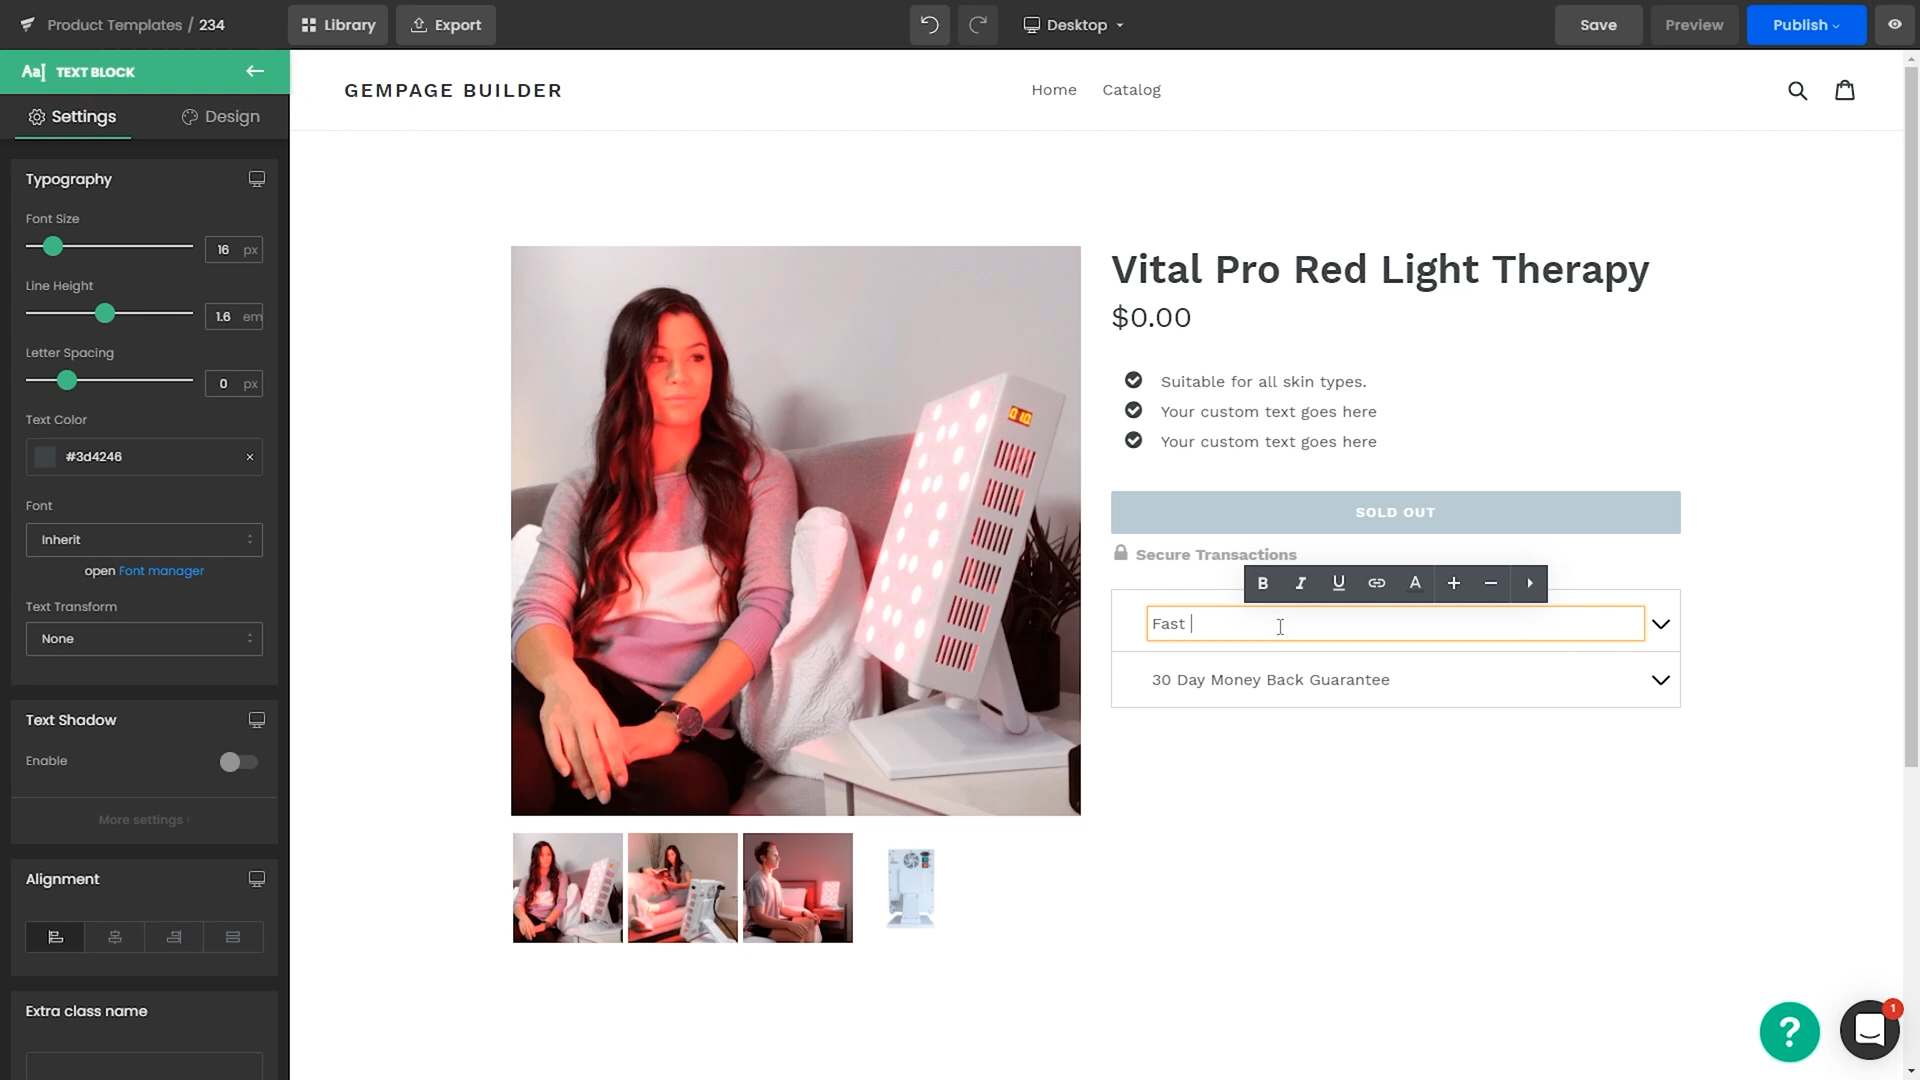 Product Templates / 234
Library
Export
Desktop
Save
Preview
Publish
Aa TEXT BLOCK
Settings
Design
Typography
Font Size
16 px
Line Height
1.6 em
Letter Spacing
0 px
Text Color
#3d4246
Font
Inherit
open Font manager
Text Transform
None
Text Shadow
Enable
More settings
Alignment
Extra class name
GEMPAGE BUILDER
Home
Catalog
Vital Pro Red Light Therapy
$0.00
Suitable for all skin types.
Your custom text goes here
Your custom text goes here
SOLD OUT
Secure Transactions
B I U A + −
Fast
30 Day Money Back Guarantee
?
1